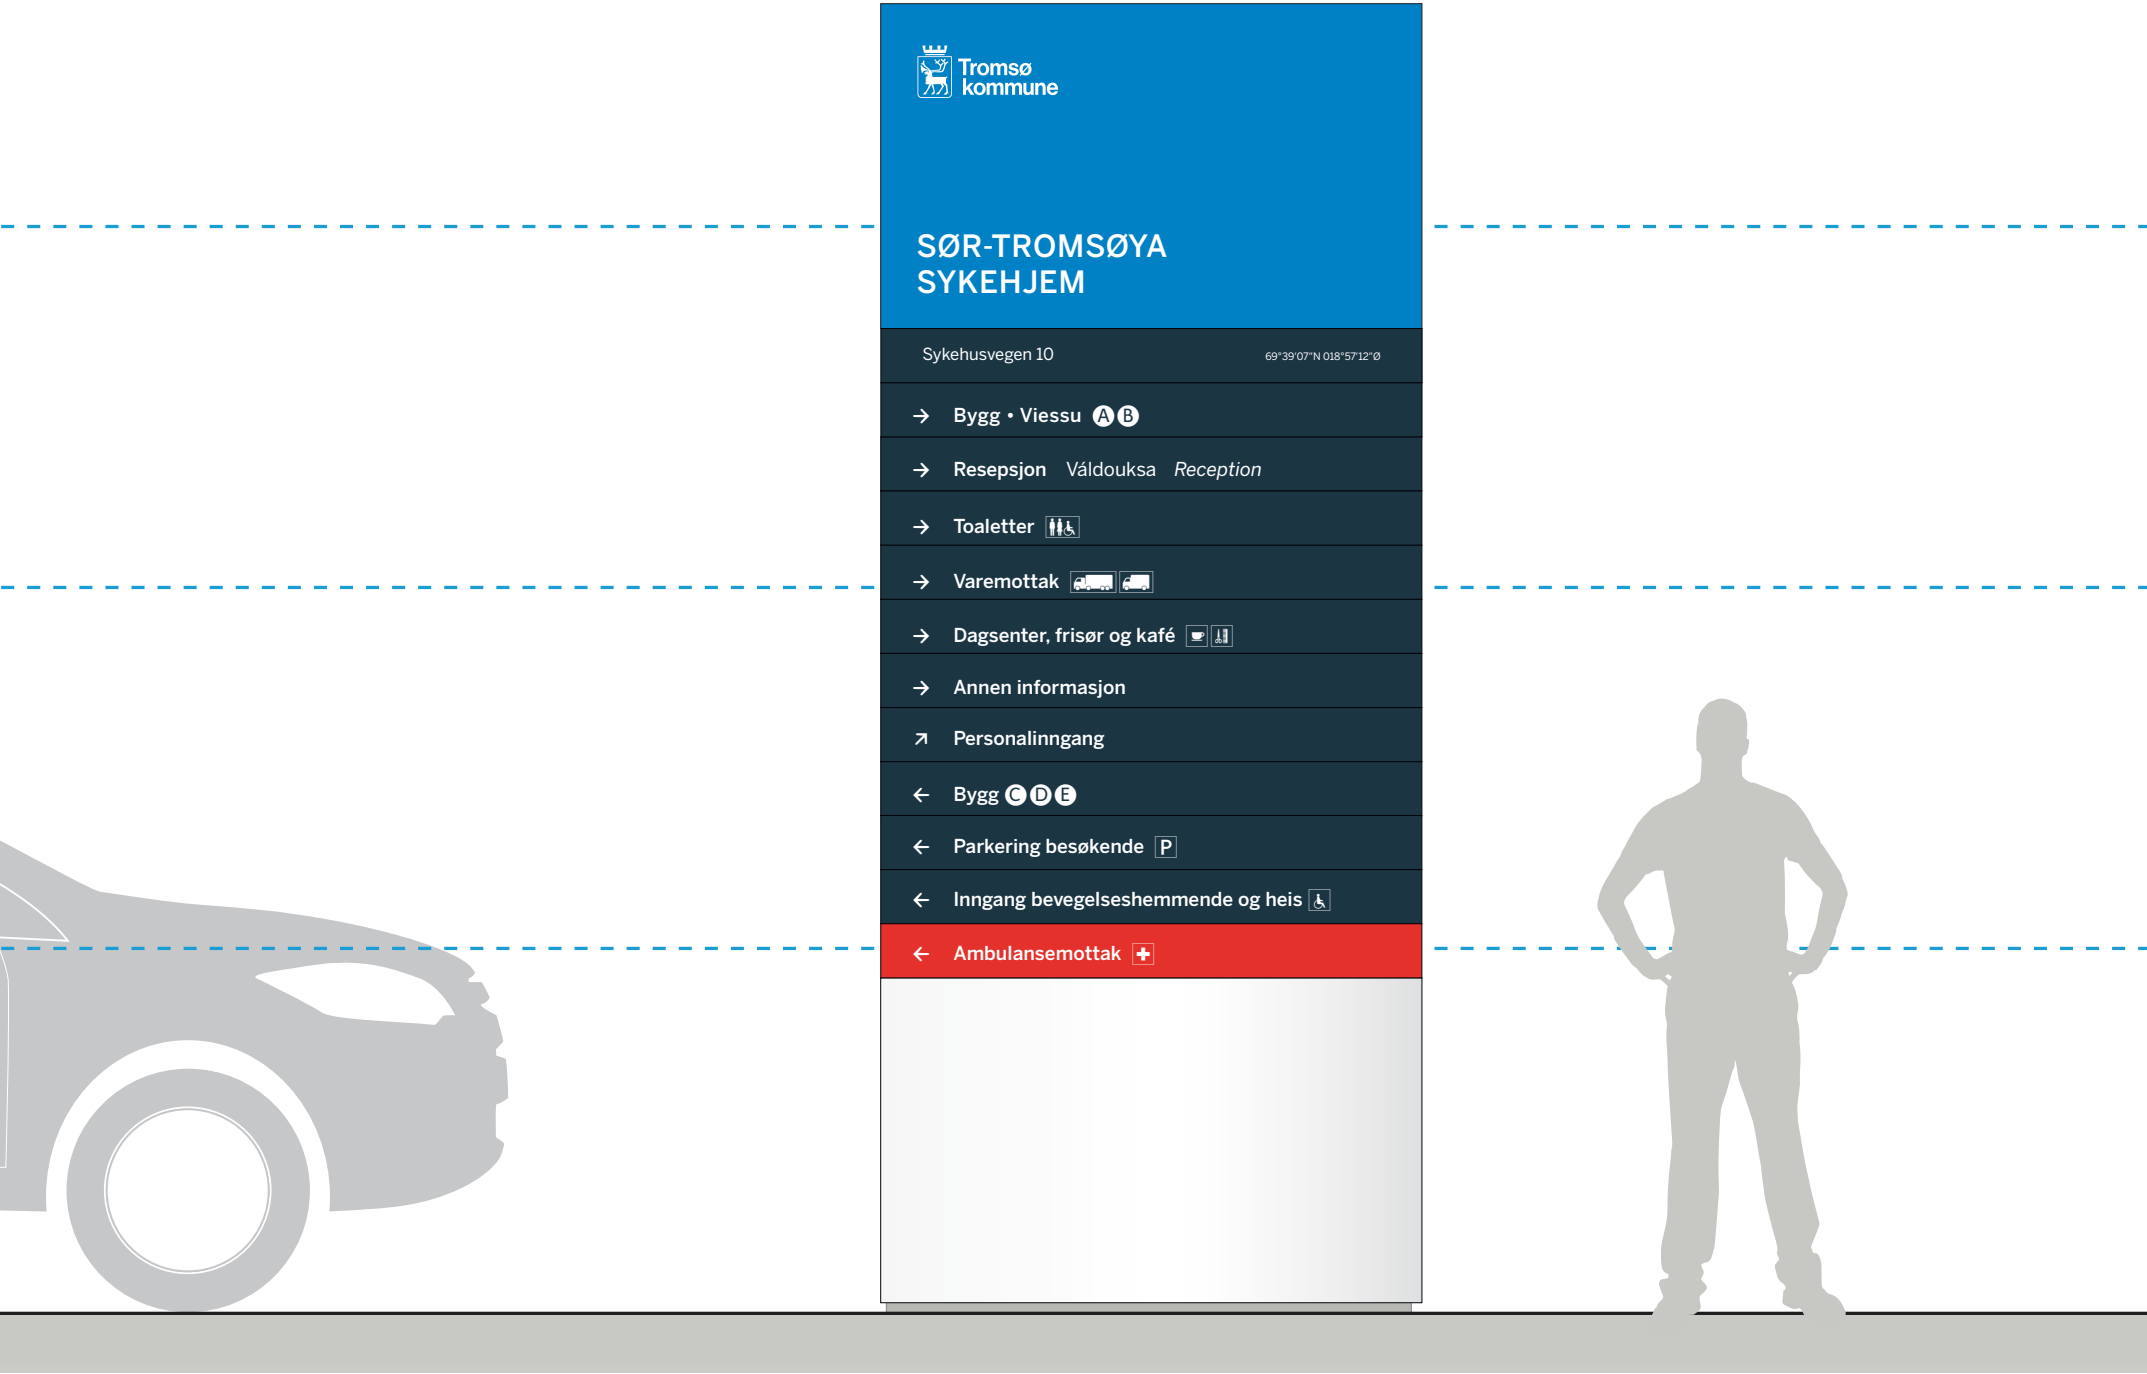 Tromsø
kommune
SØR-TROMSØYA
SYKEHJEM
Sykehusvegen 10 69°39'07"N 018°57'12"Ø
→ Bygg • Viessu A B
→ Resepsjon Váldouksa Reception
→ Toaletter
→ Varemottak
→ Dagsenter, frisør og kafé
→ Annen informasjon
↗ Personalinngang
← Bygg C D E
← Parkering besøkende P
← Inngang bevegelseshemmende og heis
← Ambulansemottak